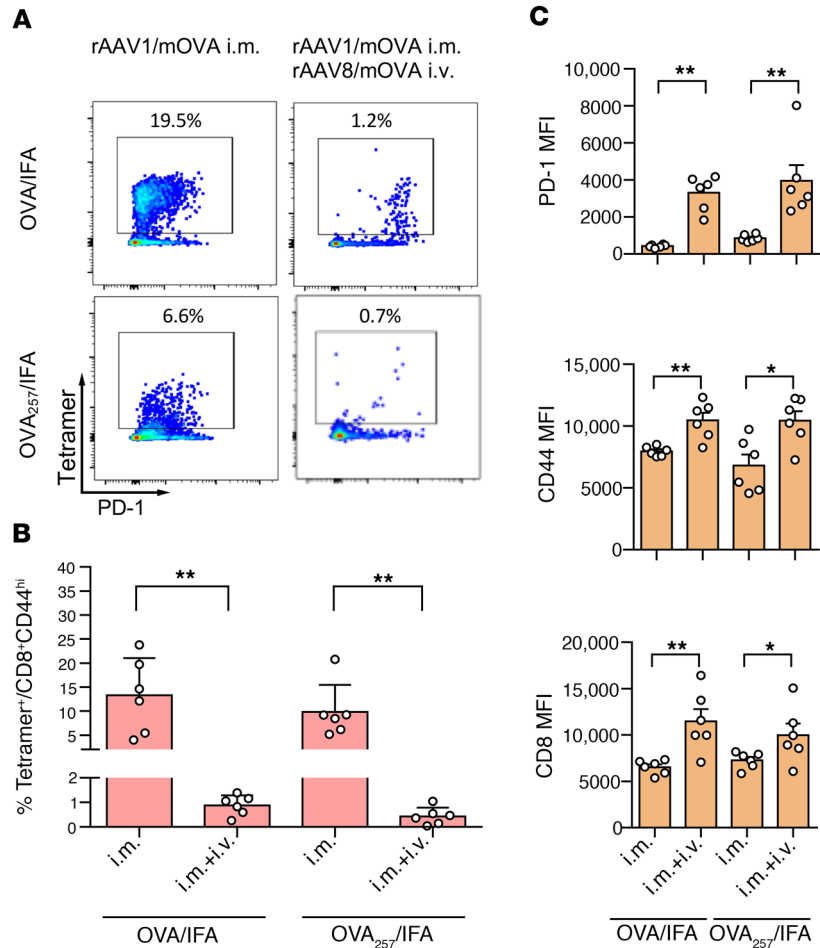 A
rAAV1/mOVA i.m.
rAAV1/mOVA i.m.
rAAV8/mOVA i.v.
OVA/IFA
19.5%
1.2%
OVA257/IFA
6.6%
0.7%
Tetramer
PD-1
B
% Tetramer+/CD8+CD44hi
40
35
30
25
20
15
10
5
2
1
0
**
**
i.m.
i.m.+i.v.
i.m.
i.m.+i.v.
OVA/IFA
OVA257/IFA
C
PD-1 MFI
10,000
8000
6000
4000
2000
0
**
**
CD44 MFI
15,000
10,000
5000
0
**
*
CD8 MFI
20,000
15,000
10,000
5000
0
**
*
i.m.
i.m.+i.v.
i.m.
i.m.+i.v.
OVA/IFA
OVA257/IFA